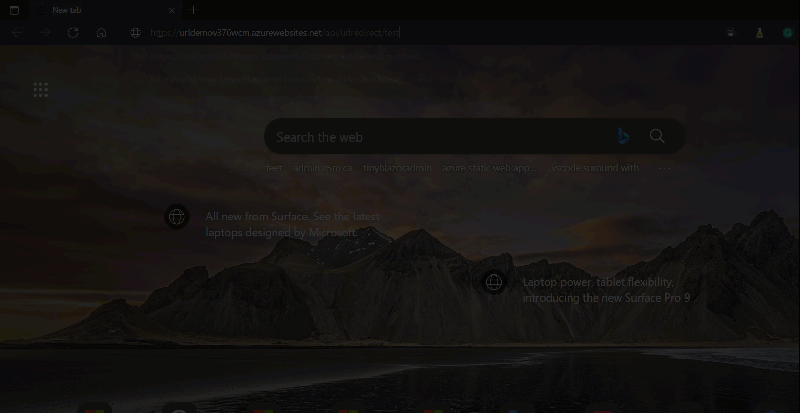 New tab
https://urldemov376wcm.azurewebsites.net/api/urlredirect/test
Search the web
feet admin.toro.ca tinyblazoradmin azure static web app... vscode surround with ...
All new from Surface. See the latest
laptops designed by Microsoft.
Laptop power, tablet flexibility,
introducing the new Surface Pro 9